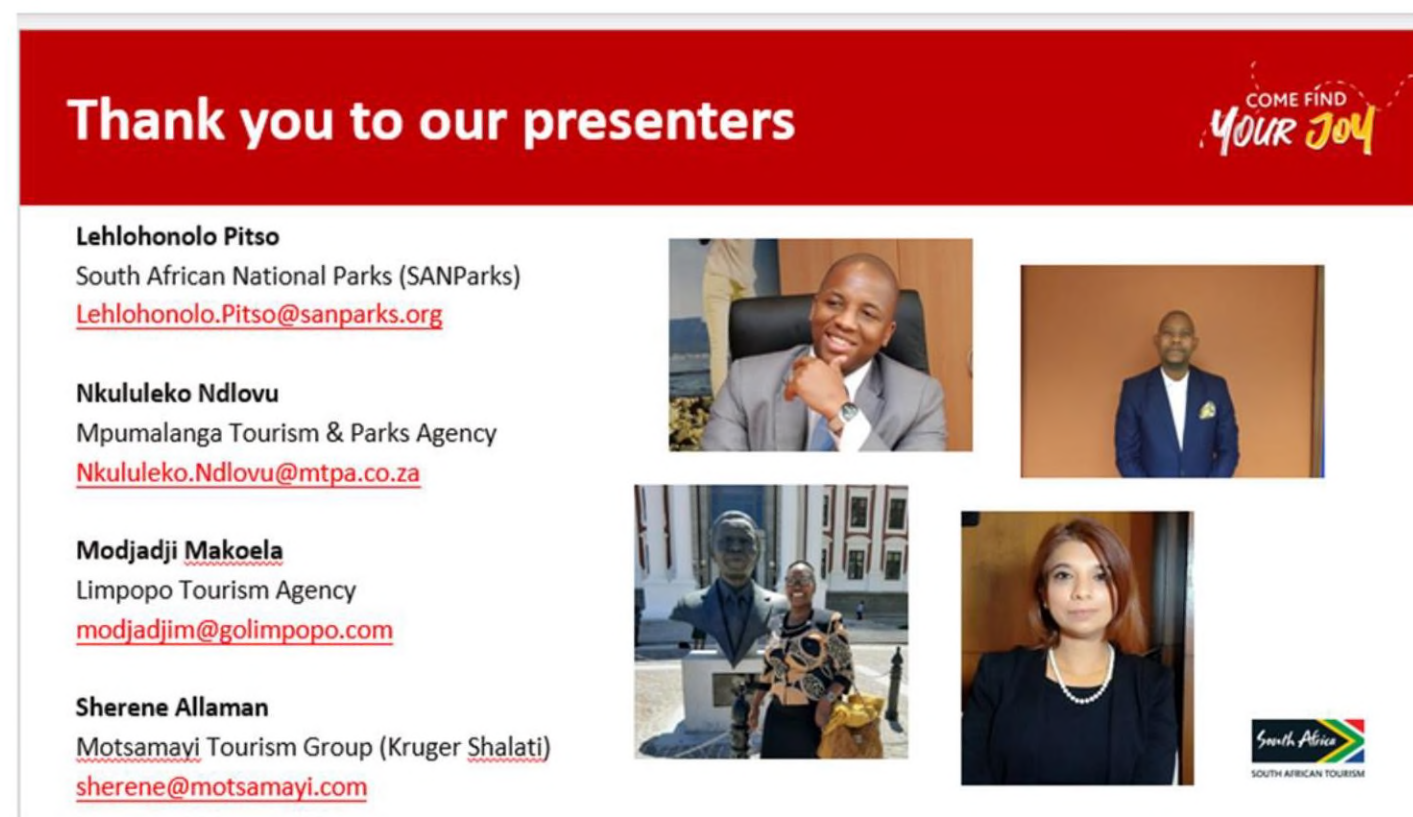 Thank you to our presenters
COME FIND
YOUR JOY
Lehlohonolo Pitso
South African National Parks (SANParks)
Lehlohonolo.Pitso@sanparks.org
Nkululeko Ndlovu
Mpumalanga Tourism & Parks Agency
Nkululeko.Ndlovu@mtpa.co.za
Modjadji Makoela
Limpopo Tourism Agency
modjadjim@golimpopo.com
Sherene Allaman
Motsamayi Tourism Group (Kruger Shalati)
sherene@motsamayi.com
South Africa
SOUTH AFRICAN TOURISM